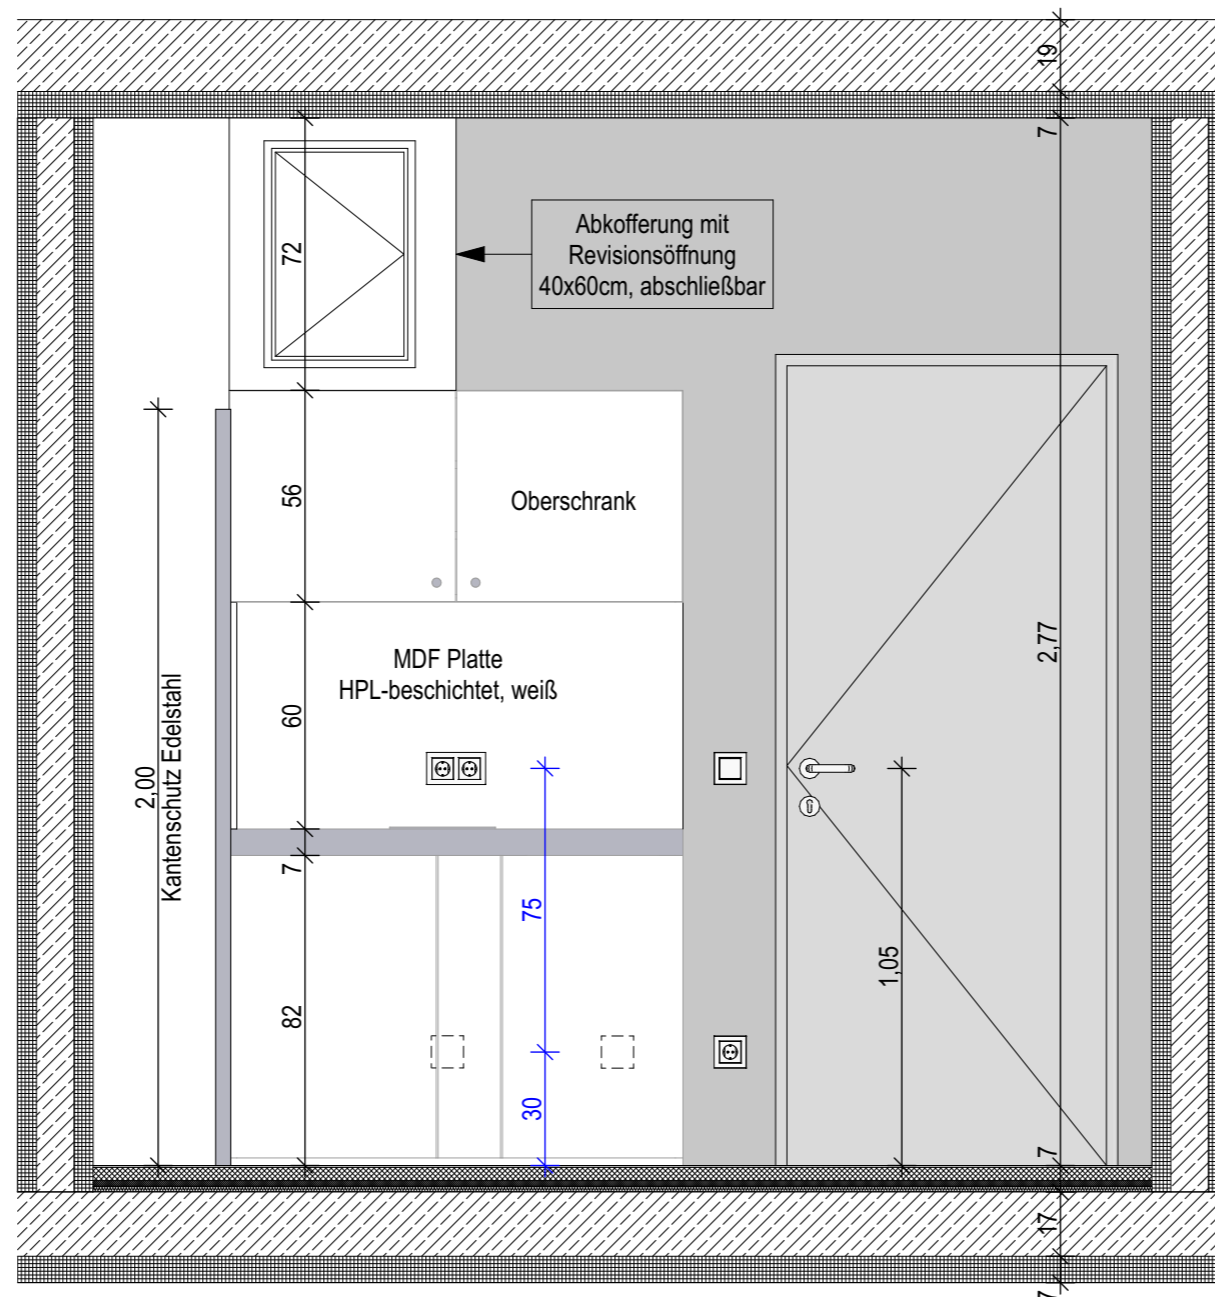 19
7
Abkofferung mit
Revisionsöffnung
40x60cm, abschließbar
72
56
Oberschrank
2,77
MDF Platte
HPL-beschichtet, weiß
60
2,00
Kantenschutz Edelstahl
7
75
1,05
82
30
7
17
7